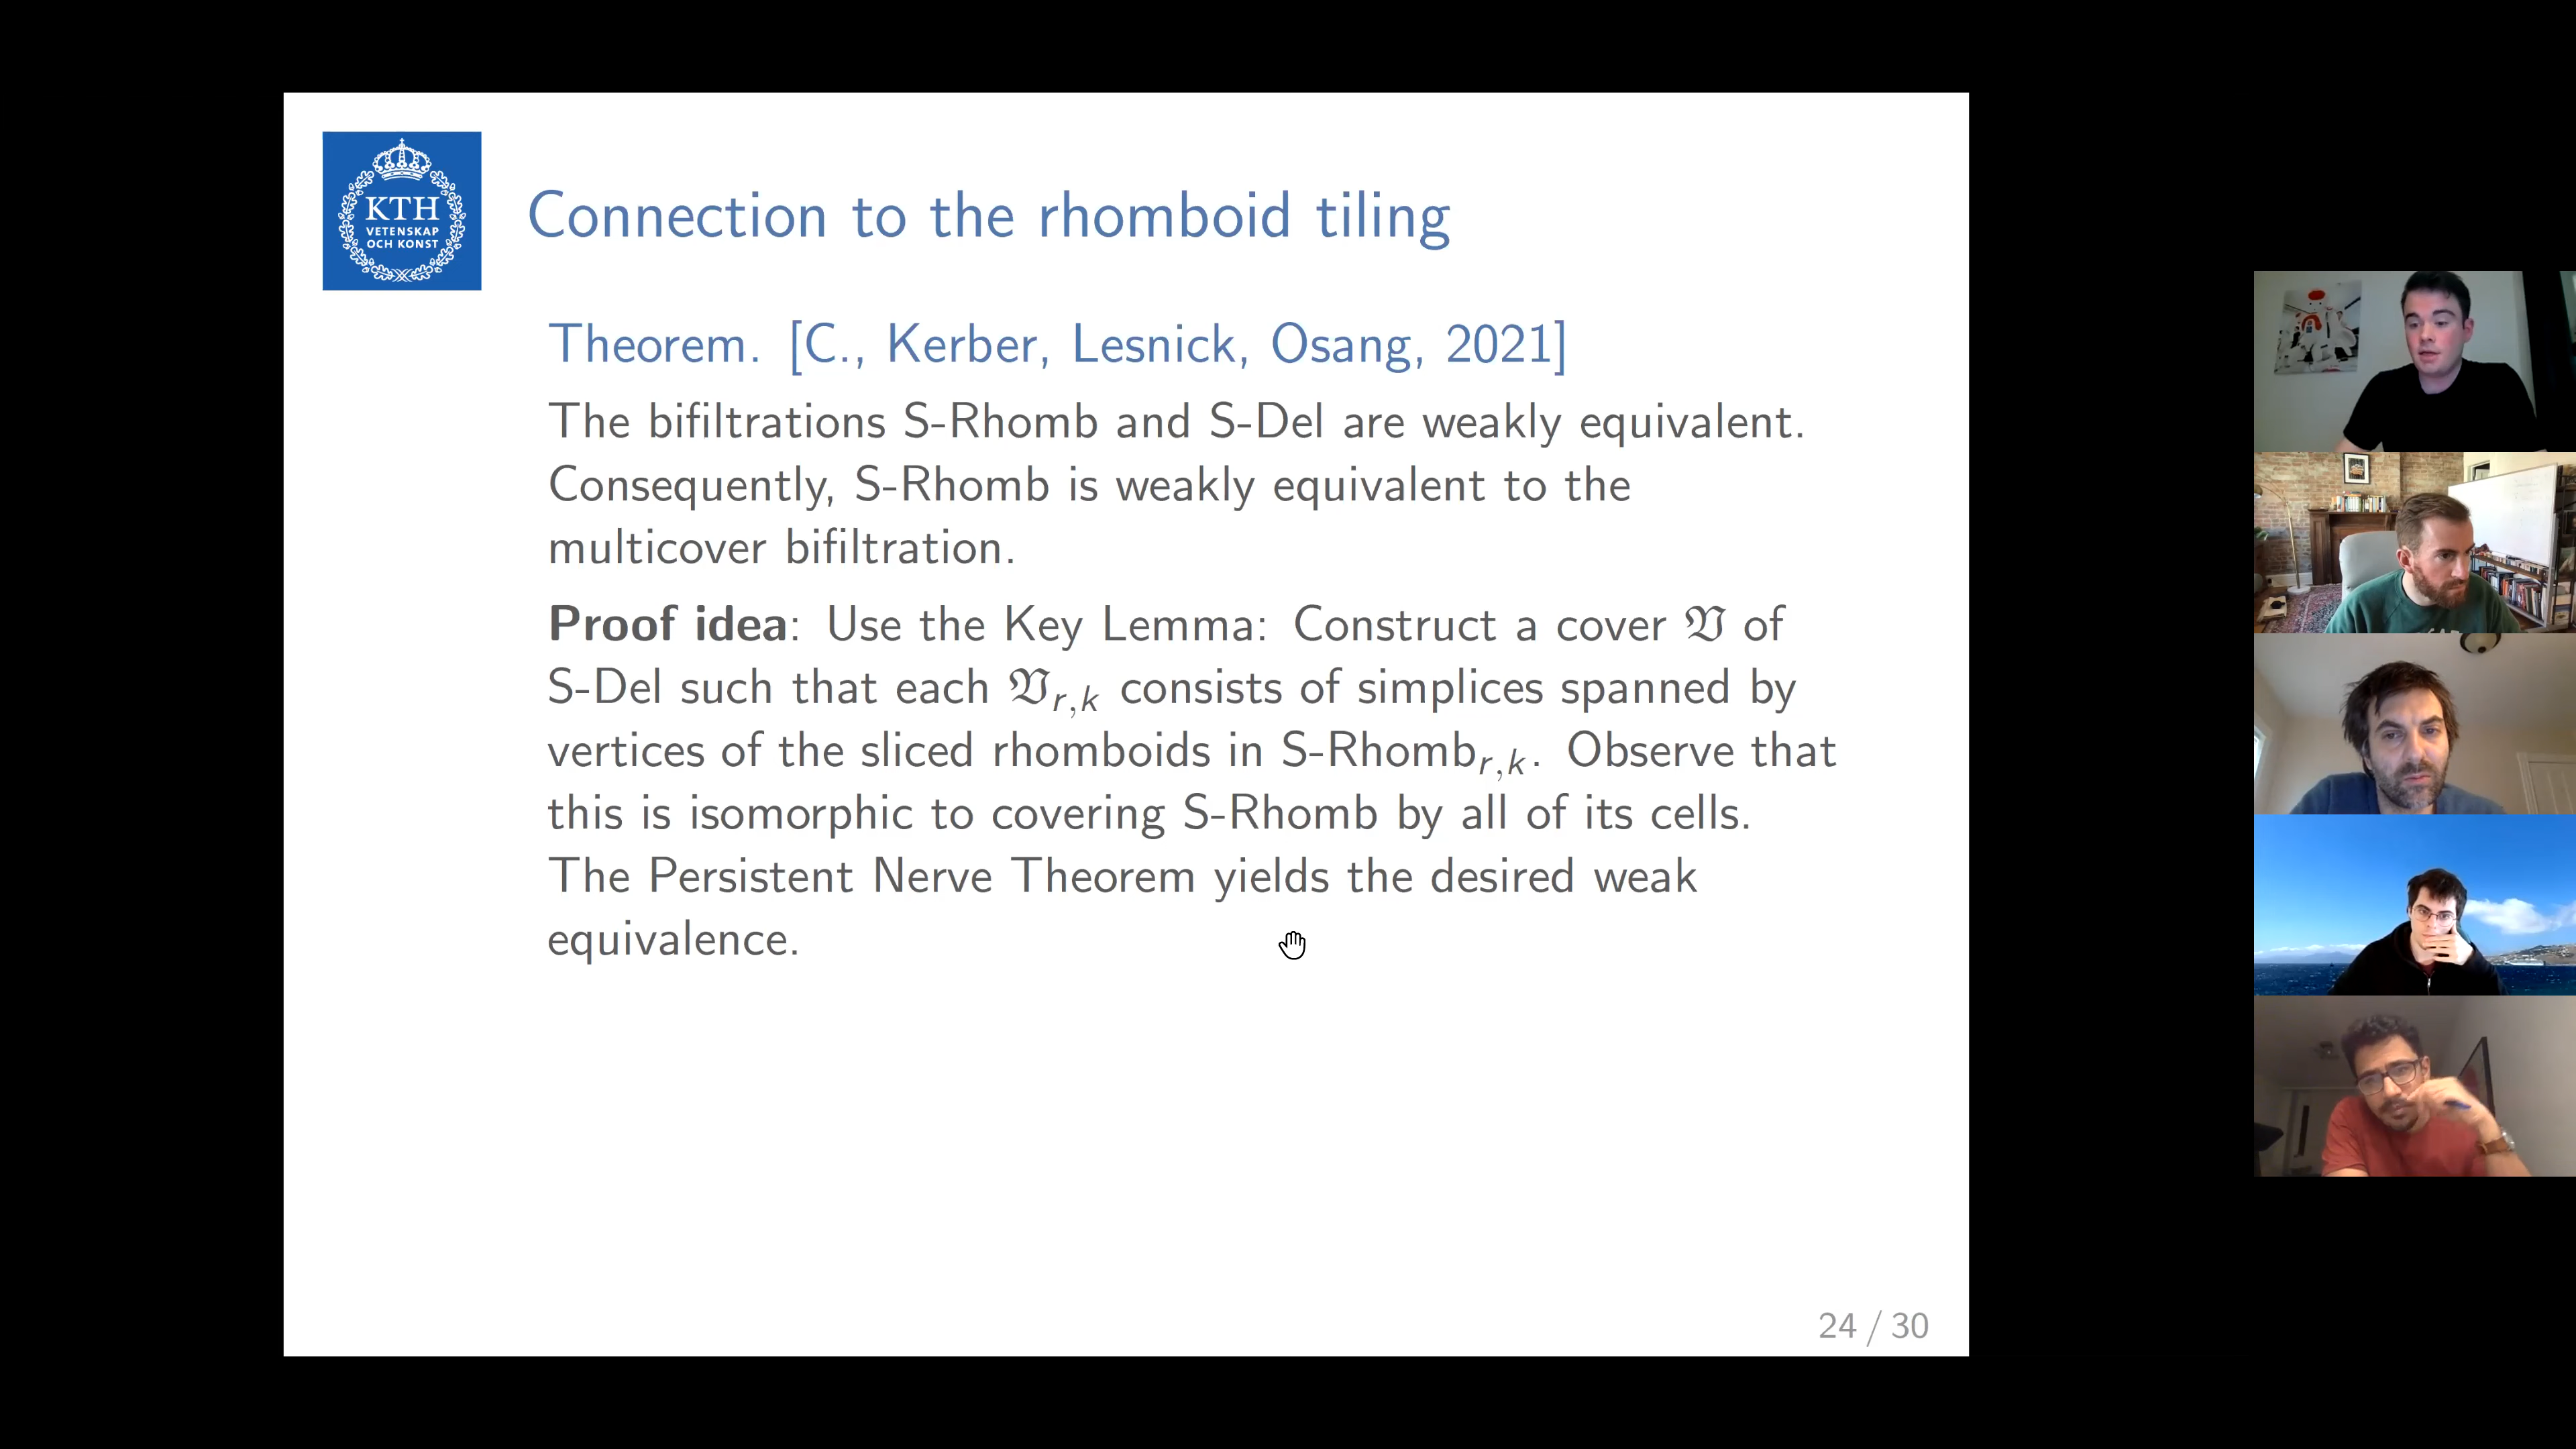 KTH
VETENSKAP
OCH KONST
Connection to the rhomboid tiling
Theorem. [C., Kerber, Lesnick, Osang, 2021]
The bifiltrations S-Rhomb and S-Del are weakly equivalent.
Consequently, S-Rhomb is weakly equivalent to the
multicover bifiltration.
Proof idea: Use the Key Lemma: Construct a cover 𝔙 of
S-Del such that each 𝔙r,k consists of simplices spanned by
vertices of the sliced rhomboids in S-Rhombr,k. Observe that
this is isomorphic to covering S-Rhomb by all of its cells.
The Persistent Nerve Theorem yields the desired weak
equivalence.
24 / 30